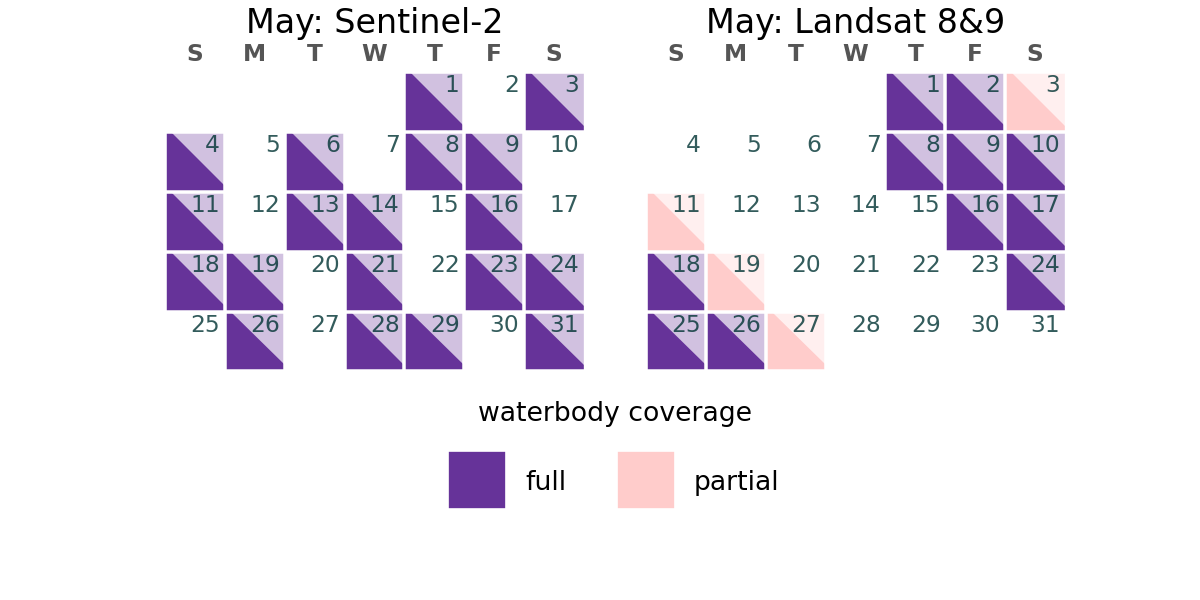 May: Sentinel-2
S M T W T F S
1 2 3
4 5 6 7 8 9 10
11 12 13 14 15 16 17
18 19 20 21 22 23 24
25 26 27 28 29 30 31
May: Landsat 8&9
S M T W T F S
1 2 3
4 5 6 7 8 9 10
11 12 13 14 15 16 17
18 19 20 21 22 23 24
25 26 27 28 29 30 31
waterbody coverage
full
partial